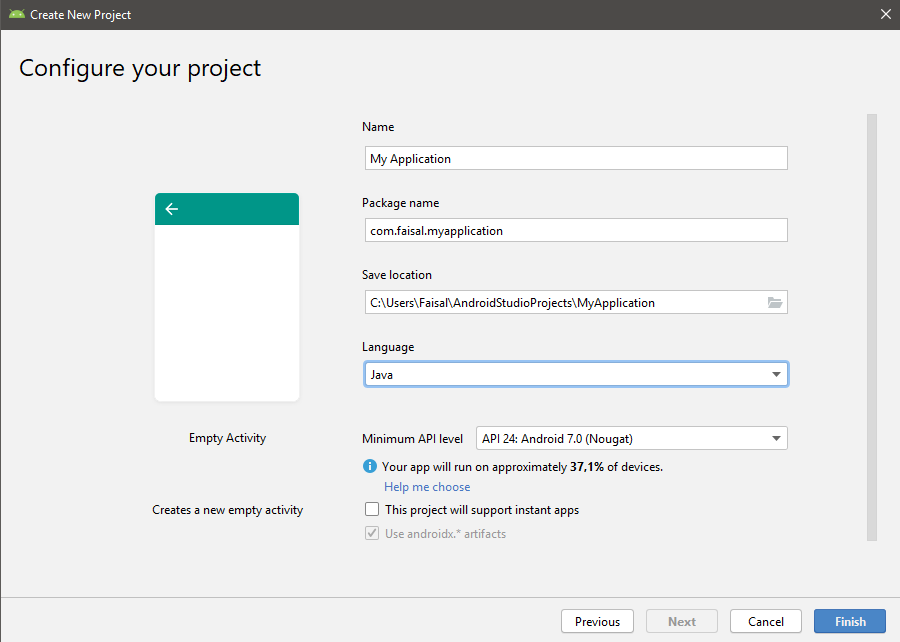 Create New Project
Configure your project
Name
My Application
Package name
com.faisal.myapplication
Save location
C:\Users\Faisal\AndroidStudioProjects\MyApplication
Language
Java
Empty Activity
Minimum API level API 24: Android 7.0 (Nougat)
Your app will run on approximately 37,1% of devices.
Help me choose
Creates a new empty activity
This project will support instant apps
Use androidx.* artifacts
Previous Next Cancel Finish